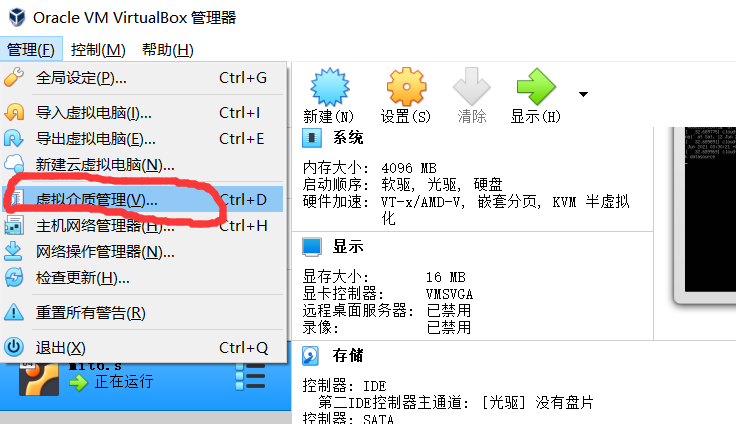 Oracle VM VirtualBox 管理器
管理(F) 控制(M) 帮助(H)
全局设定(P)... Ctrl+G
导入虚拟电脑(I)... Ctrl+I
导出虚拟电脑(E)... Ctrl+E
新建云虚拟电脑(N)...
虚拟介质管理(V)... Ctrl+D
主机网络管理器(H)... Ctrl+H
网络操作管理器(N)...
检查更新(H)...
重置所有警告(R)
退出(X) Ctrl+Q
正在运行
新建(N) 设置(S) 清除 显示(H)
系统
内存大小: 4096 MB
启动顺序: 软驱, 光驱, 硬盘
硬件加速: VT-x/AMD-V, 嵌套分页, KVM 半虚拟
化
显示
显存大小: 16 MB
显卡控制器: VMSVGA
远程桌面服务器: 已禁用
录像: 已禁用
存储
控制器: IDE
第二IDE控制器主通道: [光驱] 没有盘片
控制器: SATA